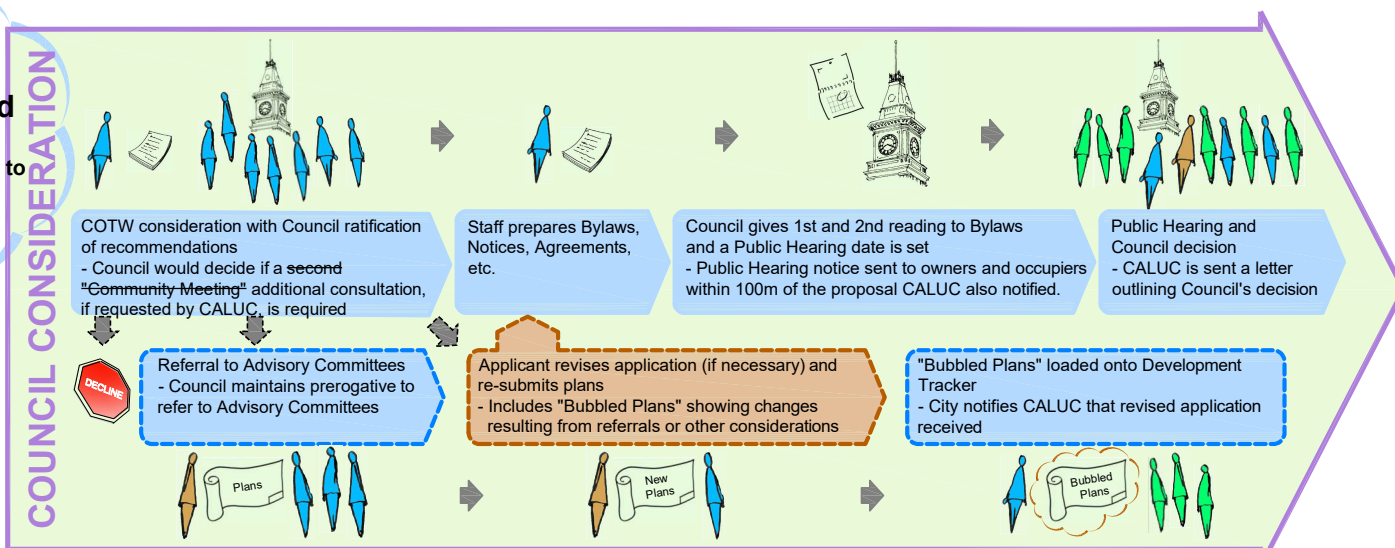 COUNCIL CONSIDERATION
d
to
COTW consideration with Council ratification
of recommendations
- Council would decide if a second
"Community Meeting" additional consultation,
if requested by CALUC, is required
Staff prepares Bylaws,
Notices, Agreements,
etc.
Council gives 1st and 2nd reading to Bylaws
and a Public Hearing date is set
- Public Hearing notice sent to owners and occupiers
within 100m of the proposal CALUC also notified.
Public Hearing and
Council decision
- CALUC is sent a letter
outlining Council's decision
DECLINE
Referral to Advisory Committees
- Council maintains prerogative to
refer to Advisory Committees
Applicant revises application (if necessary) and
re-submits plans
- Includes "Bubbled Plans" showing changes
resulting from referrals or other considerations
"Bubbled Plans" loaded onto Development
Tracker
- City notifies CALUC that revised application
received
Plans
New
Plans
Bubbled
Plans